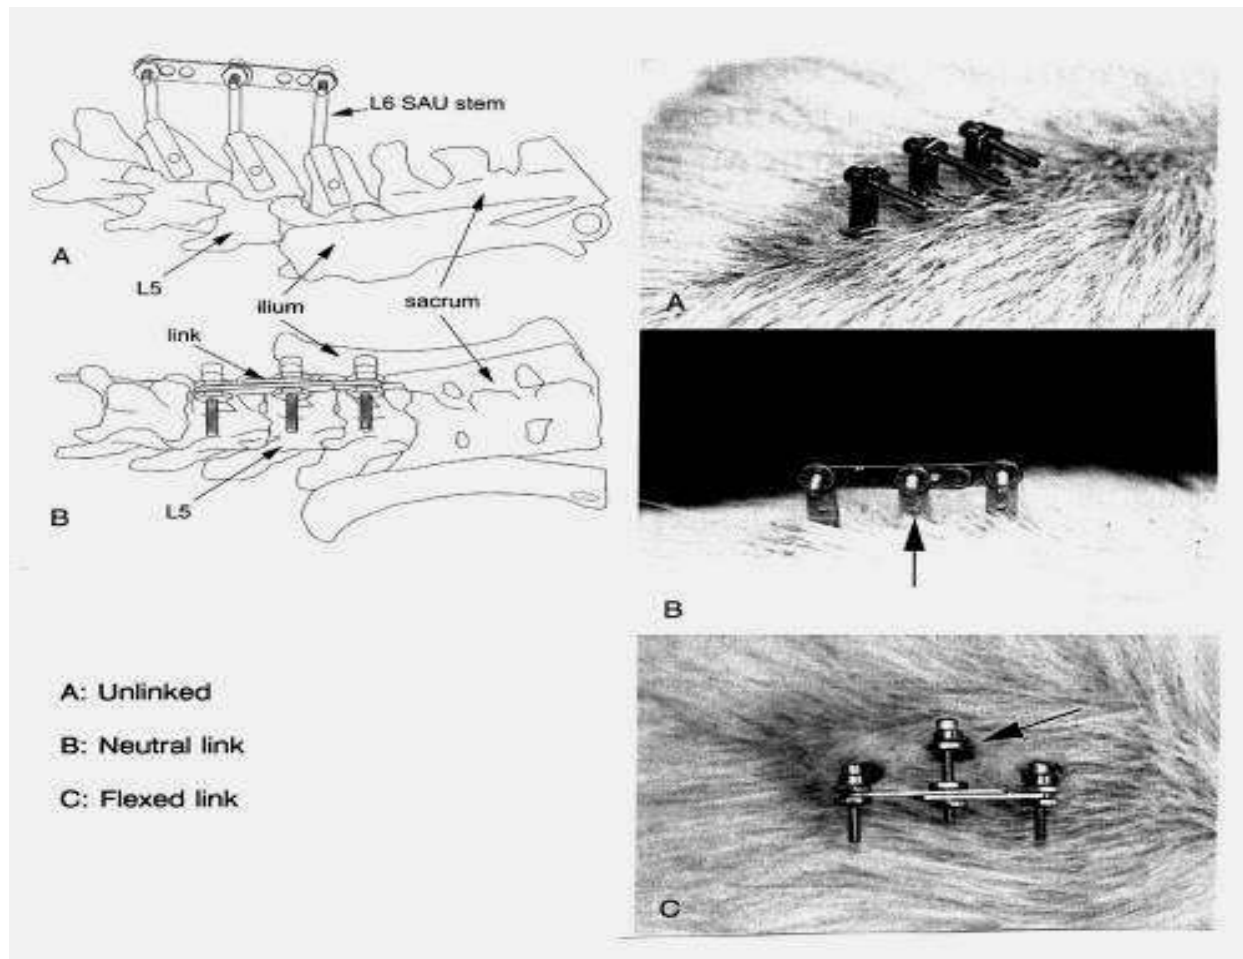 L6 SAU stem
A
L5
ilium
sacrum
link
B
L5
A: Unlinked
B: Neutral link
C: Flexed link
A
B
C